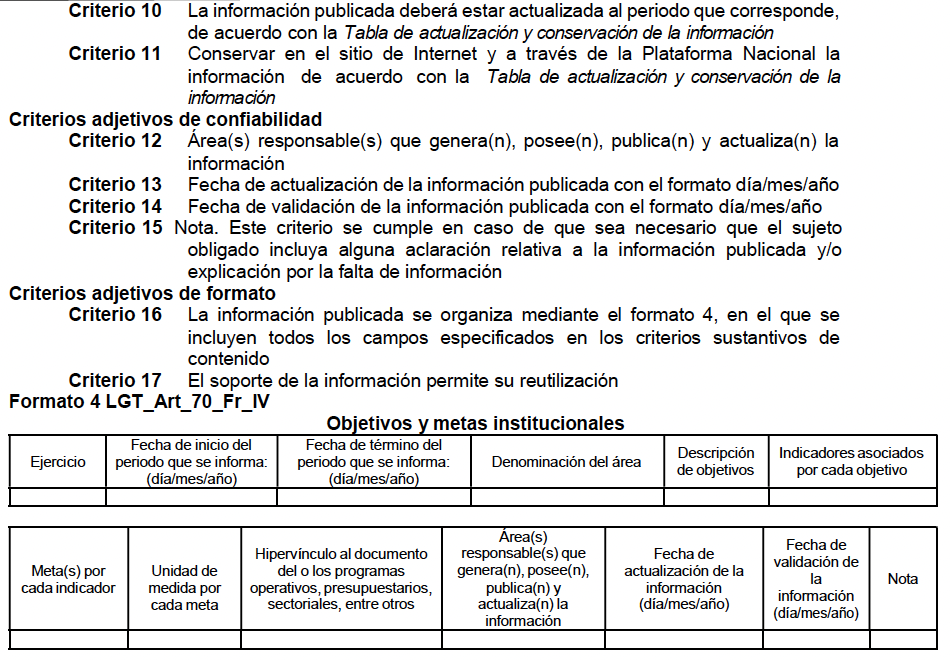 Criterio 10 La información publicada deberá estar actualizada al periodo que corresponde,
de acuerdo con la Tabla de actualización y conservación de la información
Criterio 11 Conservar en el sitio de Internet y a través de la Plataforma Nacional la
información de acuerdo con la Tabla de actualización y conservación de la
información
Criterios adjetivos de confiabilidad
Criterio 12 Área(s) responsable(s) que genera(n), posee(n), publica(n) y actualiza(n) la
información
Criterio 13 Fecha de actualización de la información publicada con el formato día/mes/año
Criterio 14 Fecha de validación de la información publicada con el formato día/mes/año
Criterio 15 Nota. Este criterio se cumple en caso de que sea necesario que el sujeto
obligado incluya alguna aclaración relativa a la información publicada y/o
explicación por la falta de información
Criterios adjetivos de formato
Criterio 16 La información publicada se organiza mediante el formato 4, en el que se
incluyen todos los campos especificados en los criterios sustantivos de
contenido
Criterio 17 El soporte de la información permite su reutilización
Formato 4 LGT_Art_70_Fr_IV
Objetivos y metas institucionales
Ejercicio
Fecha de inicio del
periodo que se informa:
(día/mes/año)
Fecha de término del
periodo que se informa:
(día/mes/año)
Denominación del área
Descripción
de objetivos
Indicadores asociados
por cada objetivo
Meta(s) por
cada indicador
Unidad de
medida por
cada meta
Hipervínculo al documento
del o los programas
operativos, presupuestarios,
sectoriales, entre otros
Área(s)
responsable(s) que
genera(n), posee(n),
publica(n) y
actualiza(n) la
información
Fecha de
actualización de la
información
(día/mes/año)
Fecha de
validación de
la
información
(día/mes/año)
Nota